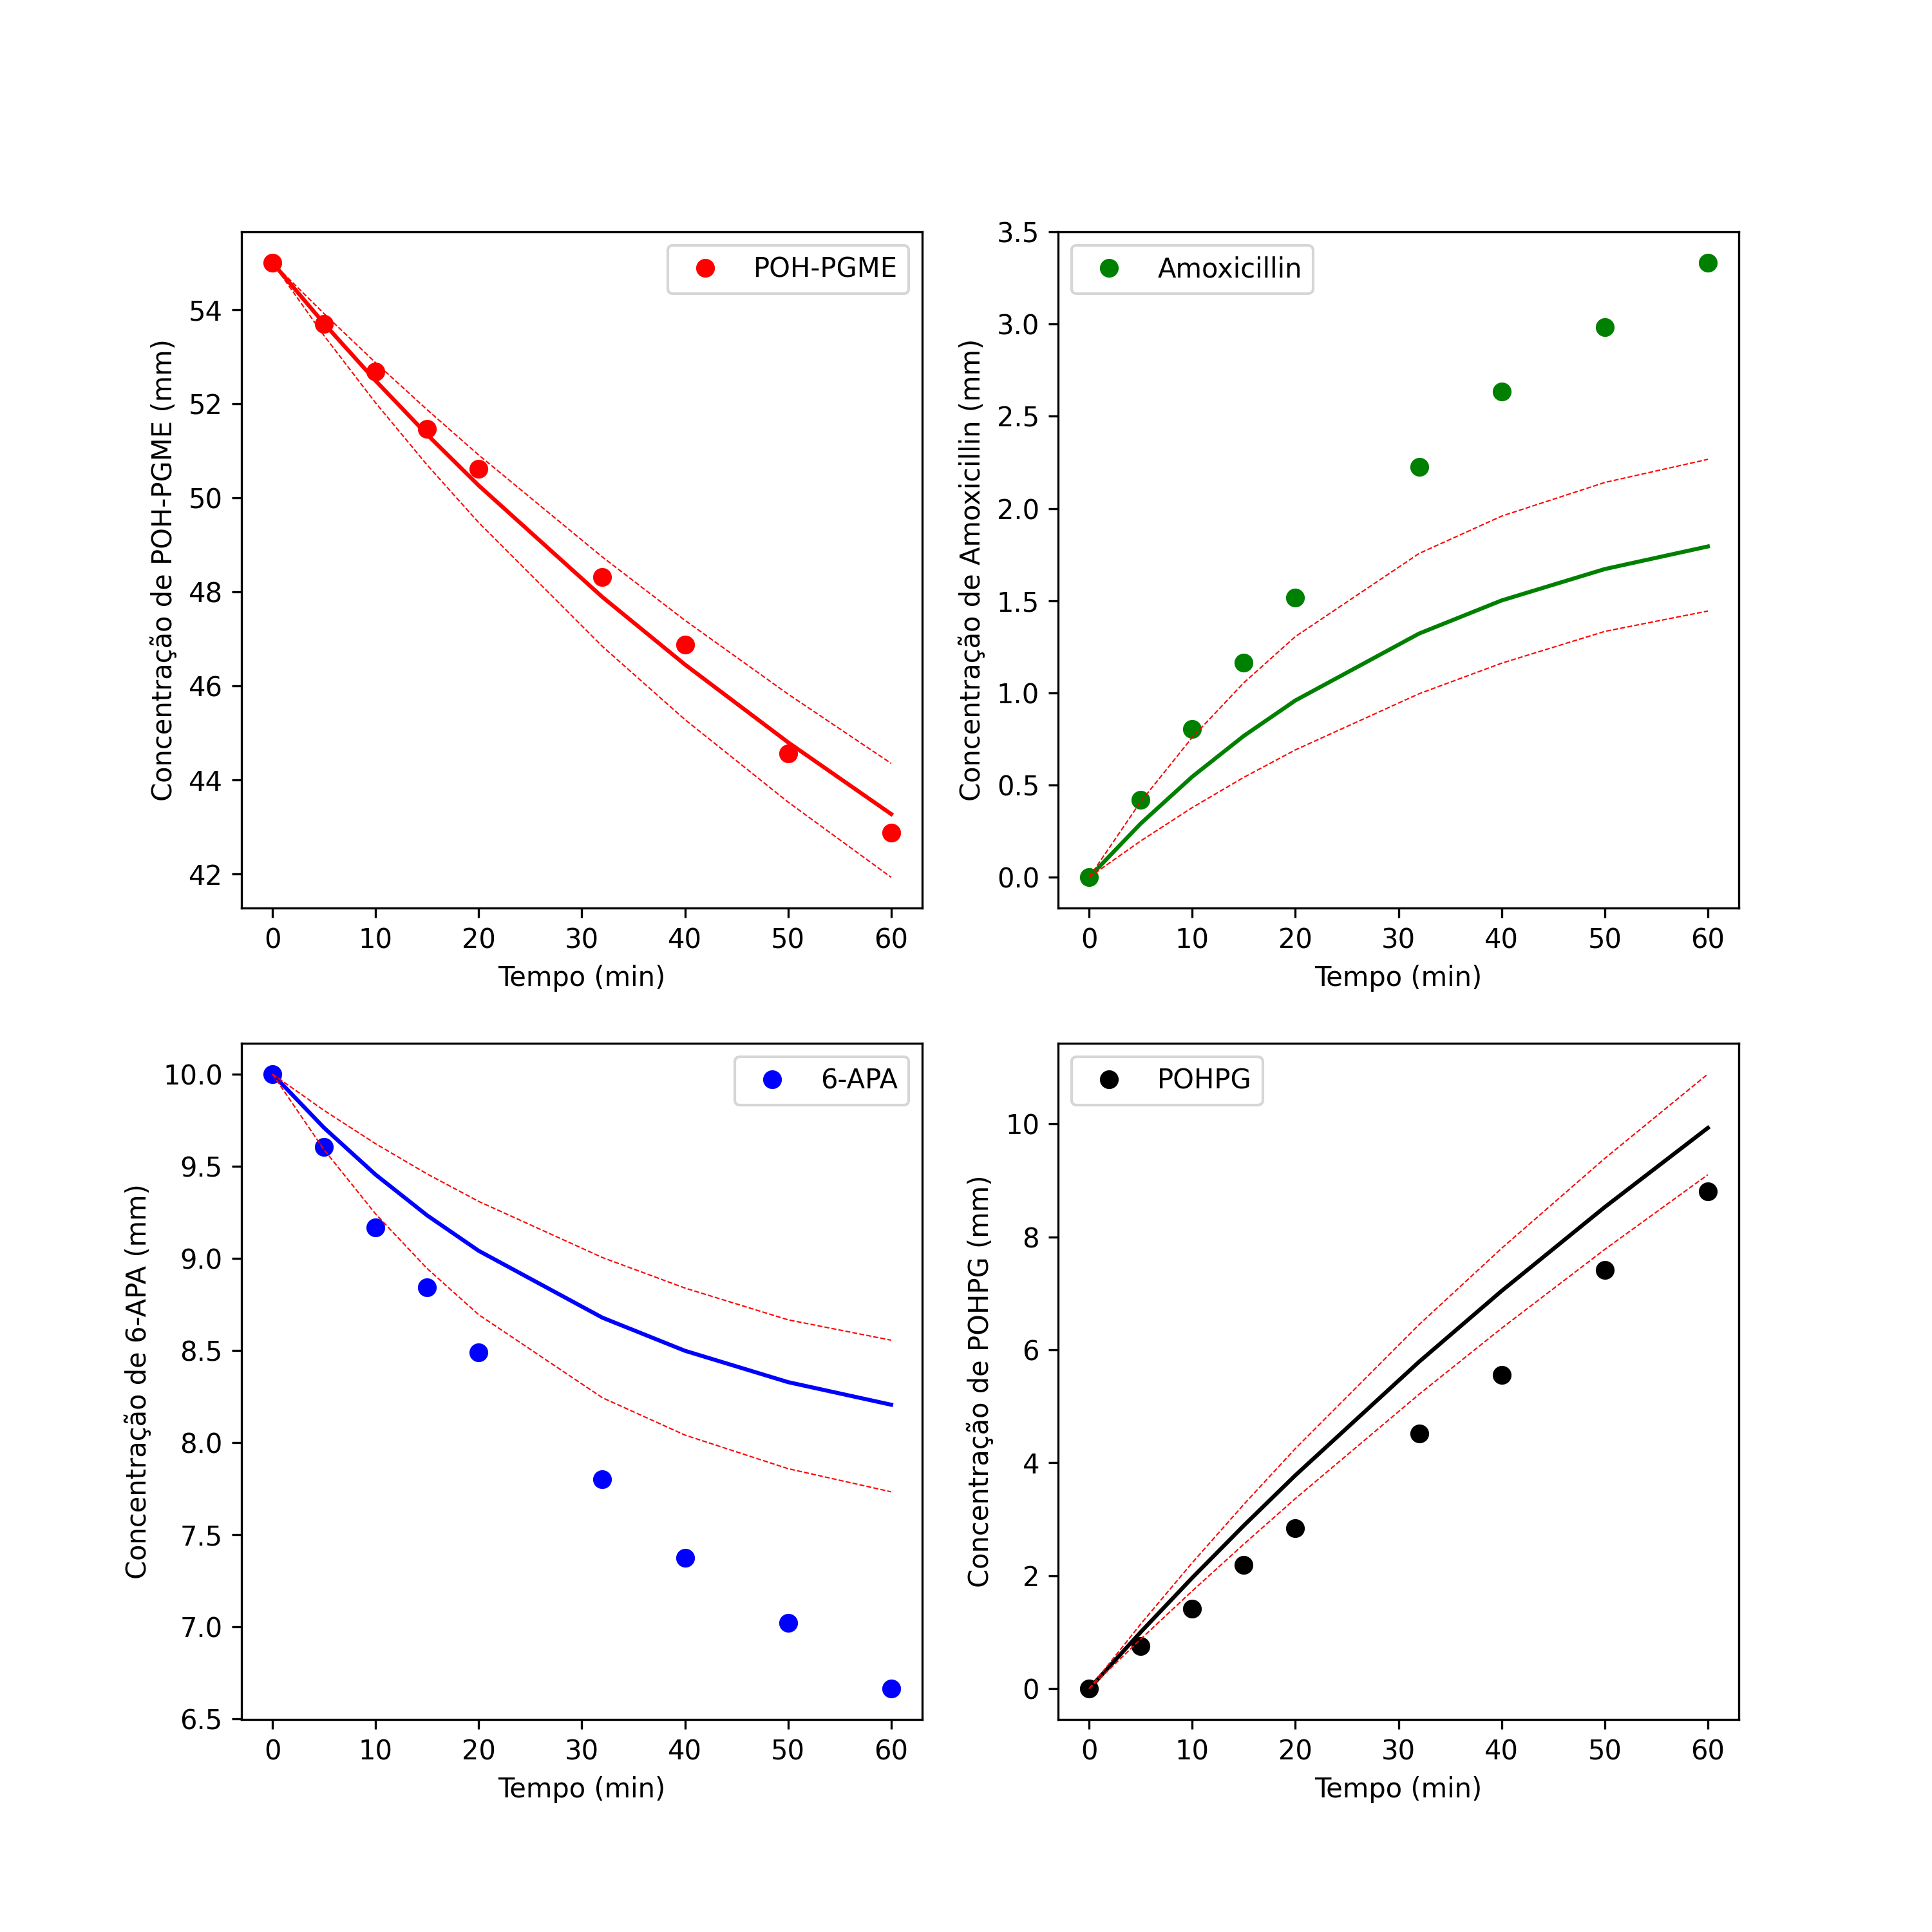 POH-PGME
Concentração de POH-PGME (mm)
54
52
50
48
46
44
42
0 10 20 30 40 50 60
Tempo (min)
Amoxicillin
Concentração de Amoxicillin (mm)
3.5
3.0
2.5
2.0
1.5
1.0
0.5
0.0
0 10 20 30 40 50 60
Tempo (min)
6-APA
Concentração de 6-APA (mm)
10.0
9.5
9.0
8.5
8.0
7.5
7.0
6.5
0 10 20 30 40 50 60
Tempo (min)
POHPG
Concentração de POHPG (mm)
10
8
6
4
2
0
0 10 20 30 40 50 60
Tempo (min)